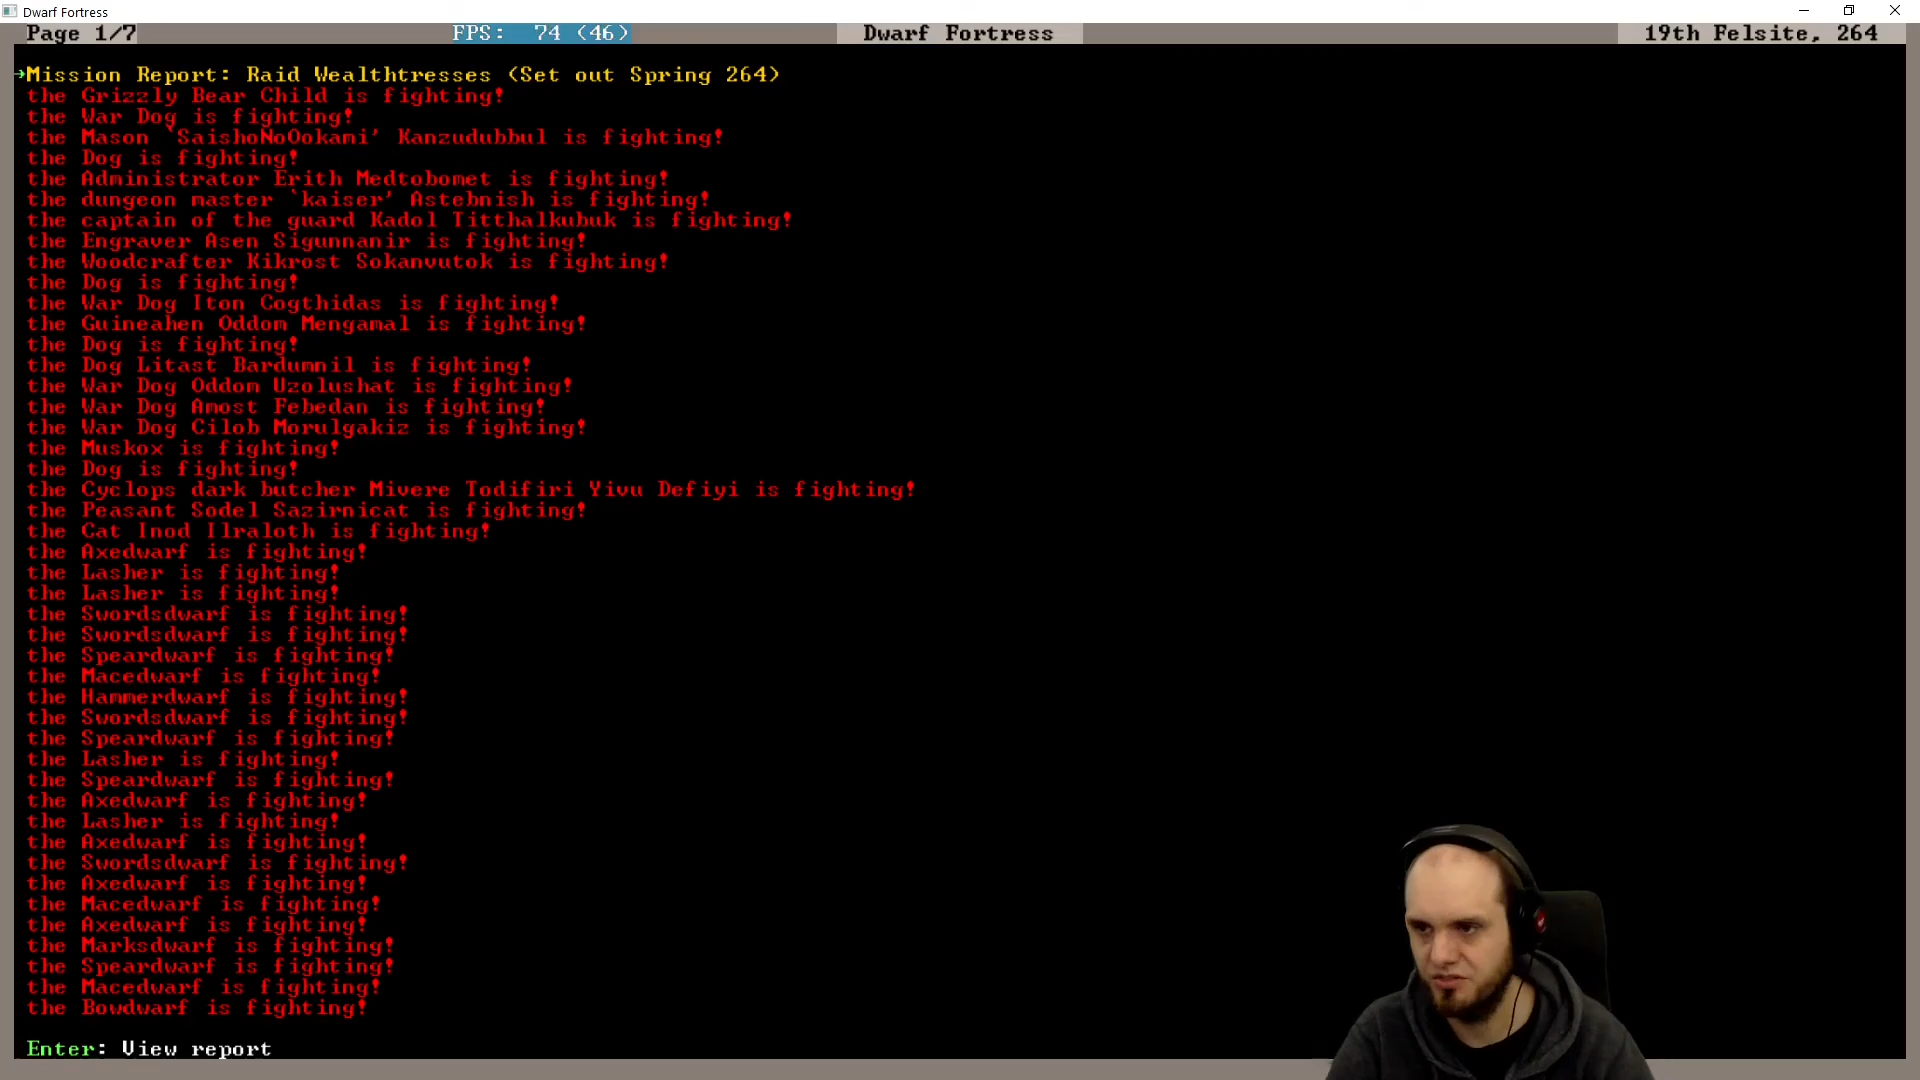 Dwarf Fortress
Page 1/7 FPS: 74 (46) Dwarf Fortress 19th Felsite, 264
Mission Report: Raid Wealthtresses (Set out Spring 264)
the Grizzly Bear Child is fighting!
the War Dog is fighting!
the Mason `SaishoNoOokami' Kanzudubbul is fighting!
the Dog is fighting!
the Administrator Erith Medtobomet is fighting!
the dungeon master `kaiser' Astebnish is fighting!
the captain of the guard Kadol Titthalkubuk is fighting!
the Engraver Asen Sigunnanir is fighting!
the Woodcrafter Kikrost Sokanvutok is fighting!
the Dog is fighting!
the War Dog Iton Cogthidas is fighting!
the Guineahen Oddom Mengamal is fighting!
the Dog is fighting!
the Dog Litast Bardumnil is fighting!
the War Dog Oddom Uzolushat is fighting!
the War Dog Amost Febedan is fighting!
the War Dog Cilob Morulgakiz is fighting!
the Muskox is fighting!
the Dog is fighting!
the Cyclops dark butcher Mivere Todifiri Yivu Defiyi is fighting!
the Peasant Sodel Sazirnicat is fighting!
the Cat Inod Ilraloth is fighting!
the Axedwarf is fighting!
the Lasher is fighting!
the Lasher is fighting!
the Swordsdwarf is fighting!
the Swordsdwarf is fighting!
the Speardwarf is fighting!
the Macedwarf is fighting!
the Hammerdwarf is fighting!
the Swordsdwarf is fighting!
the Speardwarf is fighting!
the Lasher is fighting!
the Speardwarf is fighting!
the Axedwarf is fighting!
the Lasher is fighting!
the Axedwarf is fighting!
the Swordsdwarf is fighting!
the Axedwarf is fighting!
the Macedwarf is fighting!
the Axedwarf is fighting!
the Marksdwarf is fighting!
the Speardwarf is fighting!
the Macedwarf is fighting!
the Bowdwarf is fighting!
Enter: View report